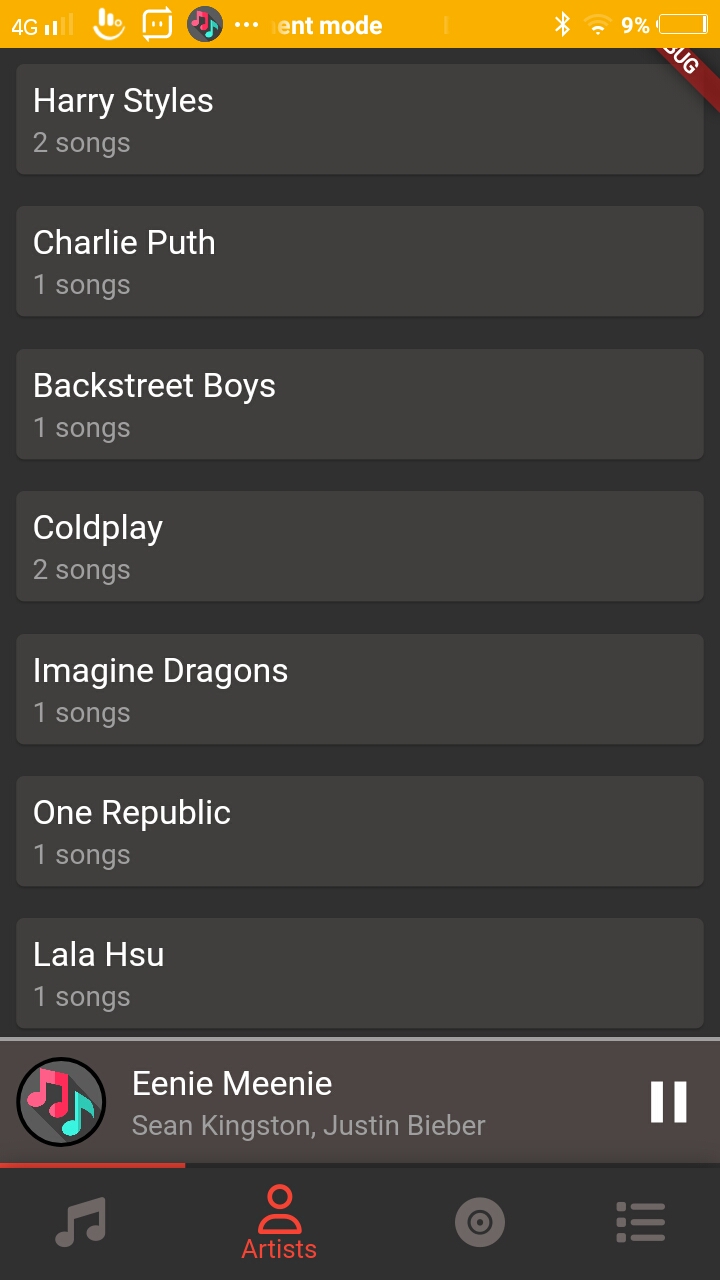 4G ent mode 9%
Harry Styles
2 songs
Charlie Puth
1 songs
Backstreet Boys
1 songs
Coldplay
2 songs
Imagine Dragons
1 songs
One Republic
1 songs
Lala Hsu
1 songs
Eenie Meenie
Sean Kingston, Justin Bieber
Artists